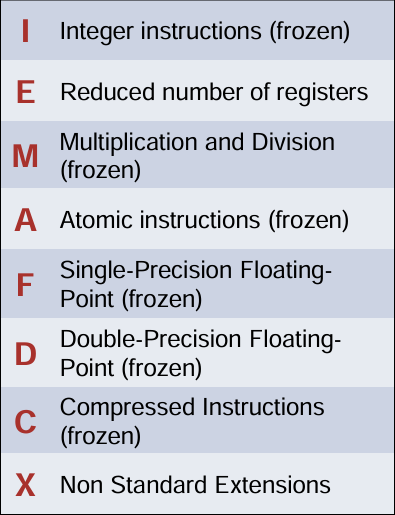 I Integer instructions (frozen)
E Reduced number of registers
M Multiplication and Division
(frozen)
A Atomic instructions (frozen)
F Single-Precision Floating-
Point (frozen)
D Double-Precision Floating-
Point (frozen)
C Compressed Instructions
(frozen)
X Non Standard Extensions